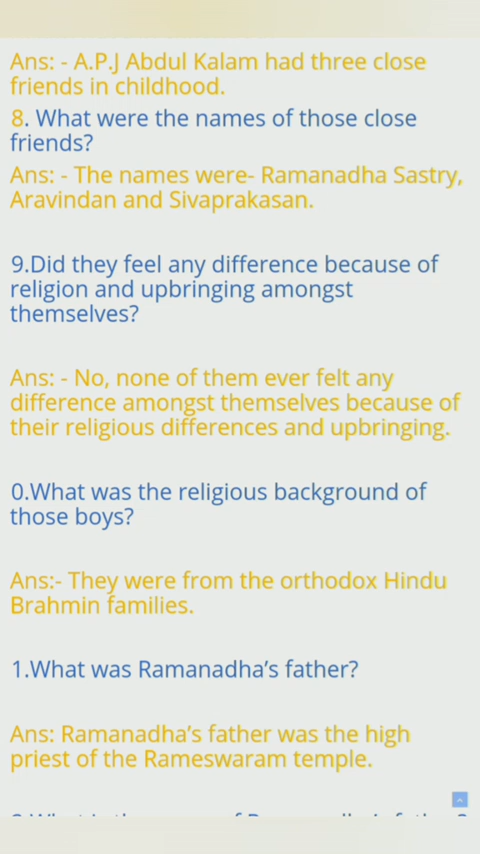 Ans: - A.P.J Abdul Kalam had three close
friends in childhood.
8. What were the names of those close
friends?
Ans: - The names were- Ramanadha Sastry,
Aravindan and Sivaprakasan.
9.Did they feel any difference because of
religion and upbringing amongst
themselves?
Ans: - No, none of them ever felt any
difference amongst themselves because of
their religious differences and upbringing.
0.What was the religious background of
those boys?
Ans:- They were from the orthodox Hindu
Brahmin families.
1.What was Ramanadha’s father?
Ans: Ramanadha’s father was the high
priest of the Rameswaram temple.